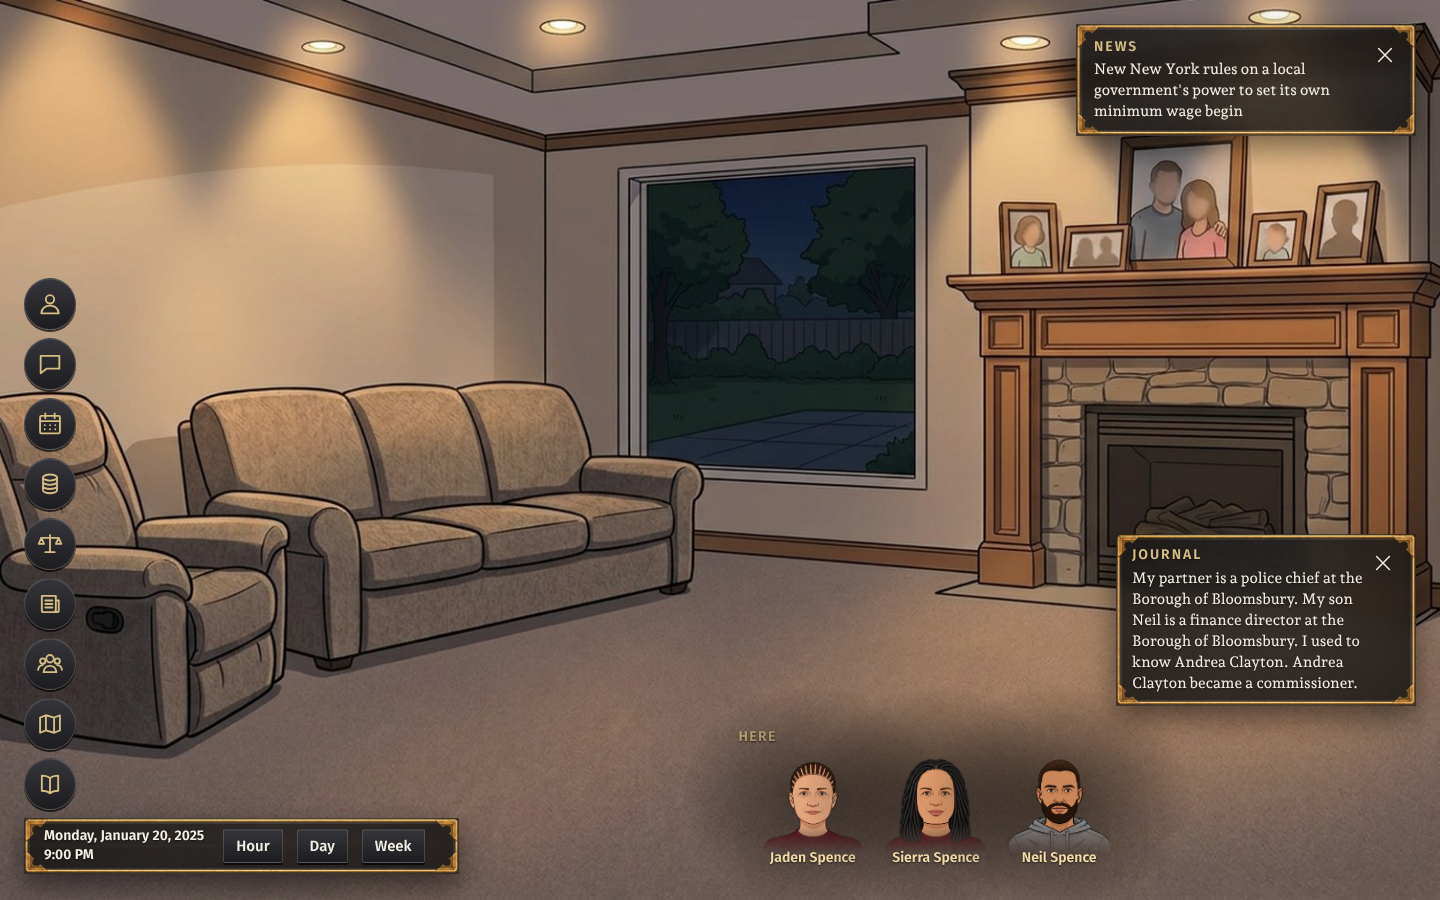 NEWS
New New York rules on a local
government's power to set its own
minimum wage begin
JOURNAL
My partner is a police chief at the
Borough of Bloomsbury. My son
Neil is a finance director at the
Borough of Bloomsbury. I used to
know Andrea Clayton. Andrea
Clayton became a commissioner.
HERE
Jaden Spence
Sierra Spence
Neil Spence
Monday, January 20, 2025
9:00 PM
Hour
Day
Week